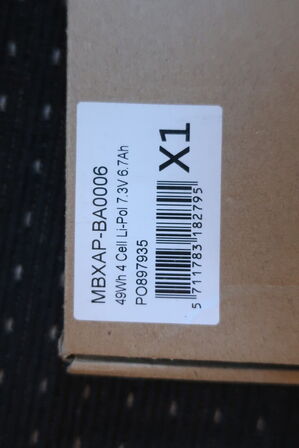 MBXAP-BA0006
49Wh 4 Cell Li-Pol 7.3V 6.7Ah
PO897935
5 711783 182795
X1